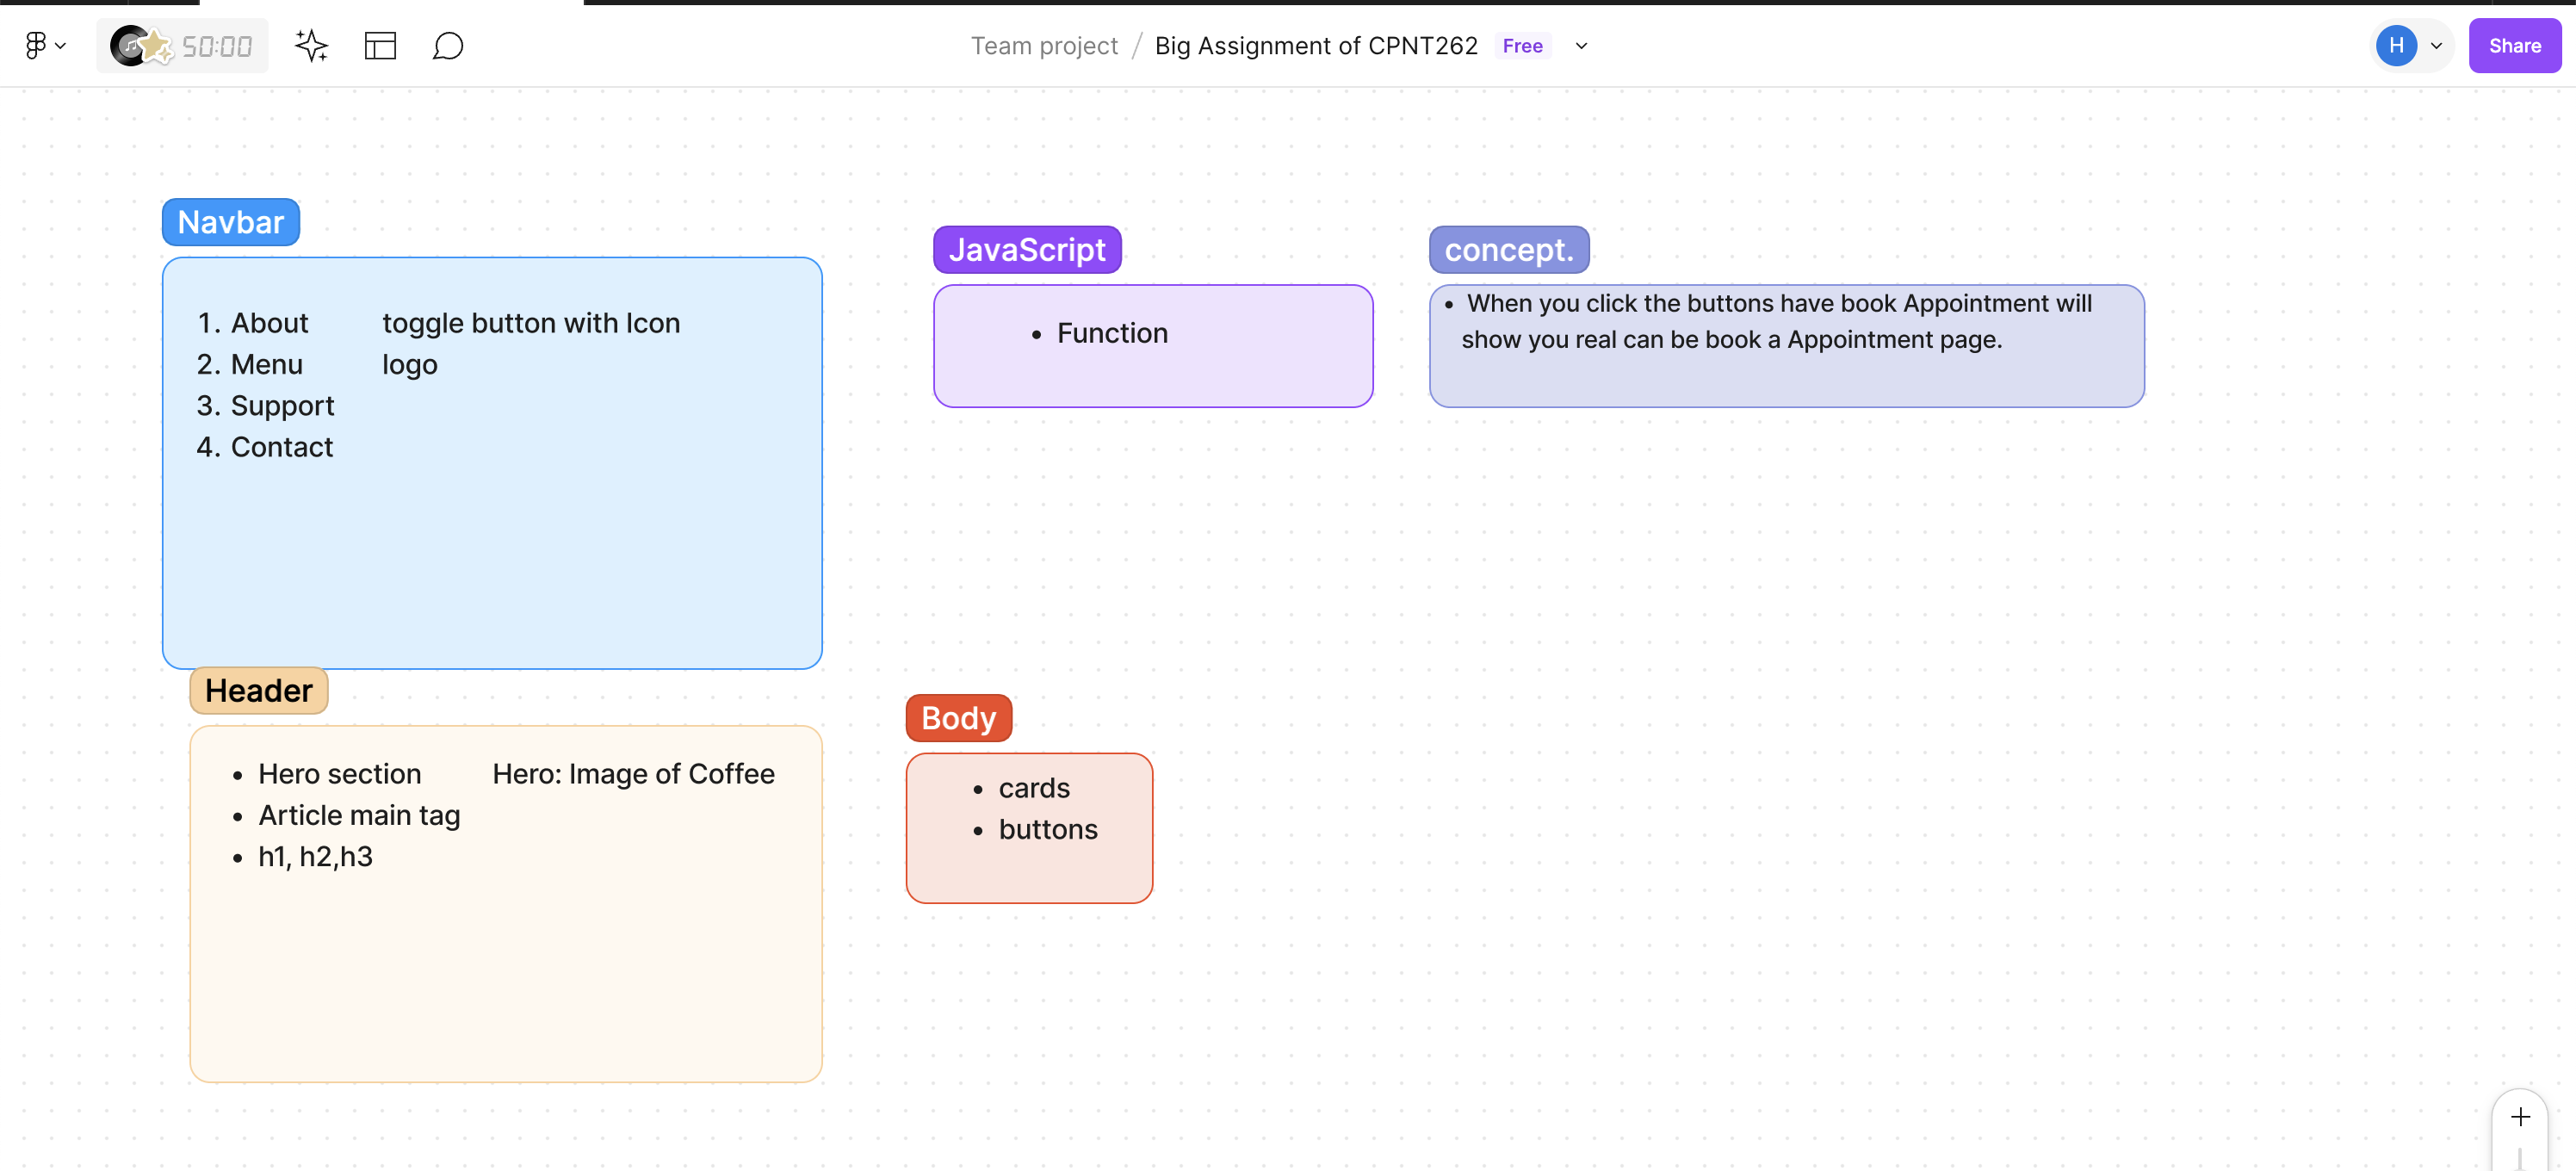 50:00
Team project / Big Assignment of CPNT262 Free
H
Share
Navbar
1. About
2. Menu
3. Support
4. Contact
toggle button with Icon
logo
JavaScript
• Function
concept.
• When you click the buttons have book Appointment will
show you real can be book a Appointment page.
Header
• Hero section
• Article main tag
• h1, h2,h3
Hero: Image of Coffee
Body
• cards
• buttons